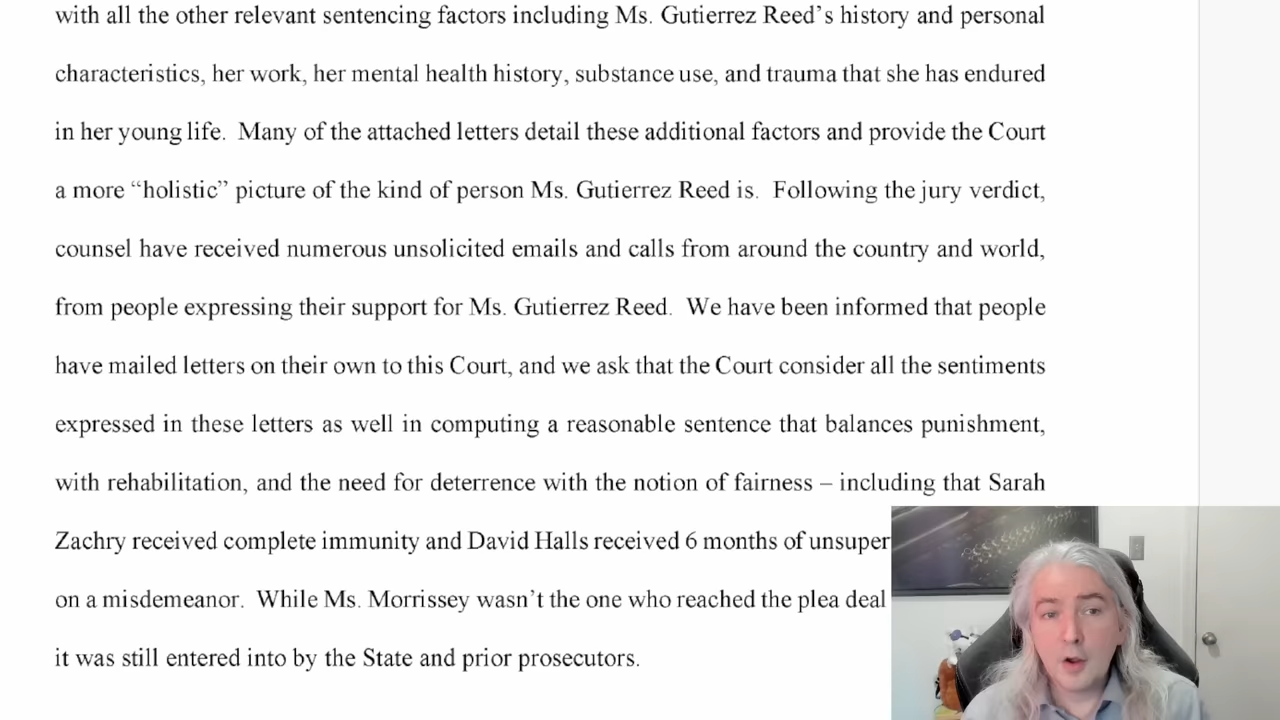 with all the other relevant sentencing factors including Ms. Gutierrez Reed’s history and personal
characteristics, her work, her mental health history, substance use, and trauma that she has endured
in her young life.  Many of the attached letters detail these additional factors and provide the Court
a more “holistic” picture of the kind of person Ms. Gutierrez Reed is.  Following the jury verdict,
counsel have received numerous unsolicited emails and calls from around the country and world,
from people expressing their support for Ms. Gutierrez Reed.  We have been informed that people
have mailed letters on their own to this Court, and we ask that the Court consider all the sentiments
expressed in these letters as well in computing a reasonable sentence that balances punishment,
with rehabilitation, and the need for deterrence with the notion of fairness – including that Sarah
Zachry received complete immunity and David Halls received 6 months of unsuper
on a misdemeanor.  While Ms. Morrissey wasn’t the one who reached the plea deal
it was still entered into by the State and prior prosecutors.